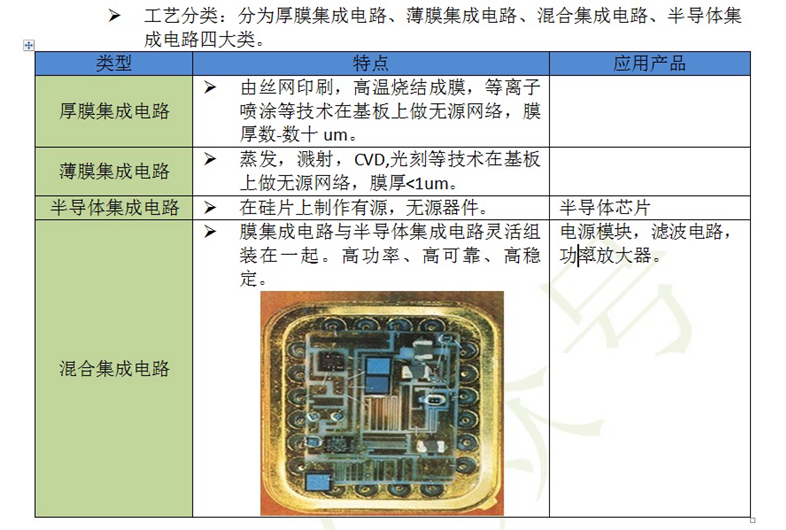 ➢ 工艺分类：分为厚膜集成电路、薄膜集成电路、混合集成电路、半导体集
成电路四大类。
类型 特点 应用产品
厚膜集成电路
➢ 由丝网印刷，高温烧结成膜，等离子
喷涂等技术在基板上做无源网络，膜
厚数-数十 um。
薄膜集成电路
➢ 蒸发，溅射，CVD,光刻等技术在基板
上做无源网络，膜厚<1um。
半导体集成电路
➢ 在硅片上制作有源，无源器件。
半导体芯片
混合集成电路
➢ 膜集成电路与半导体集成电路灵活组
装在一起。高功率、高可靠、高稳
定。
电源模块，滤波电路，
功率放大器。